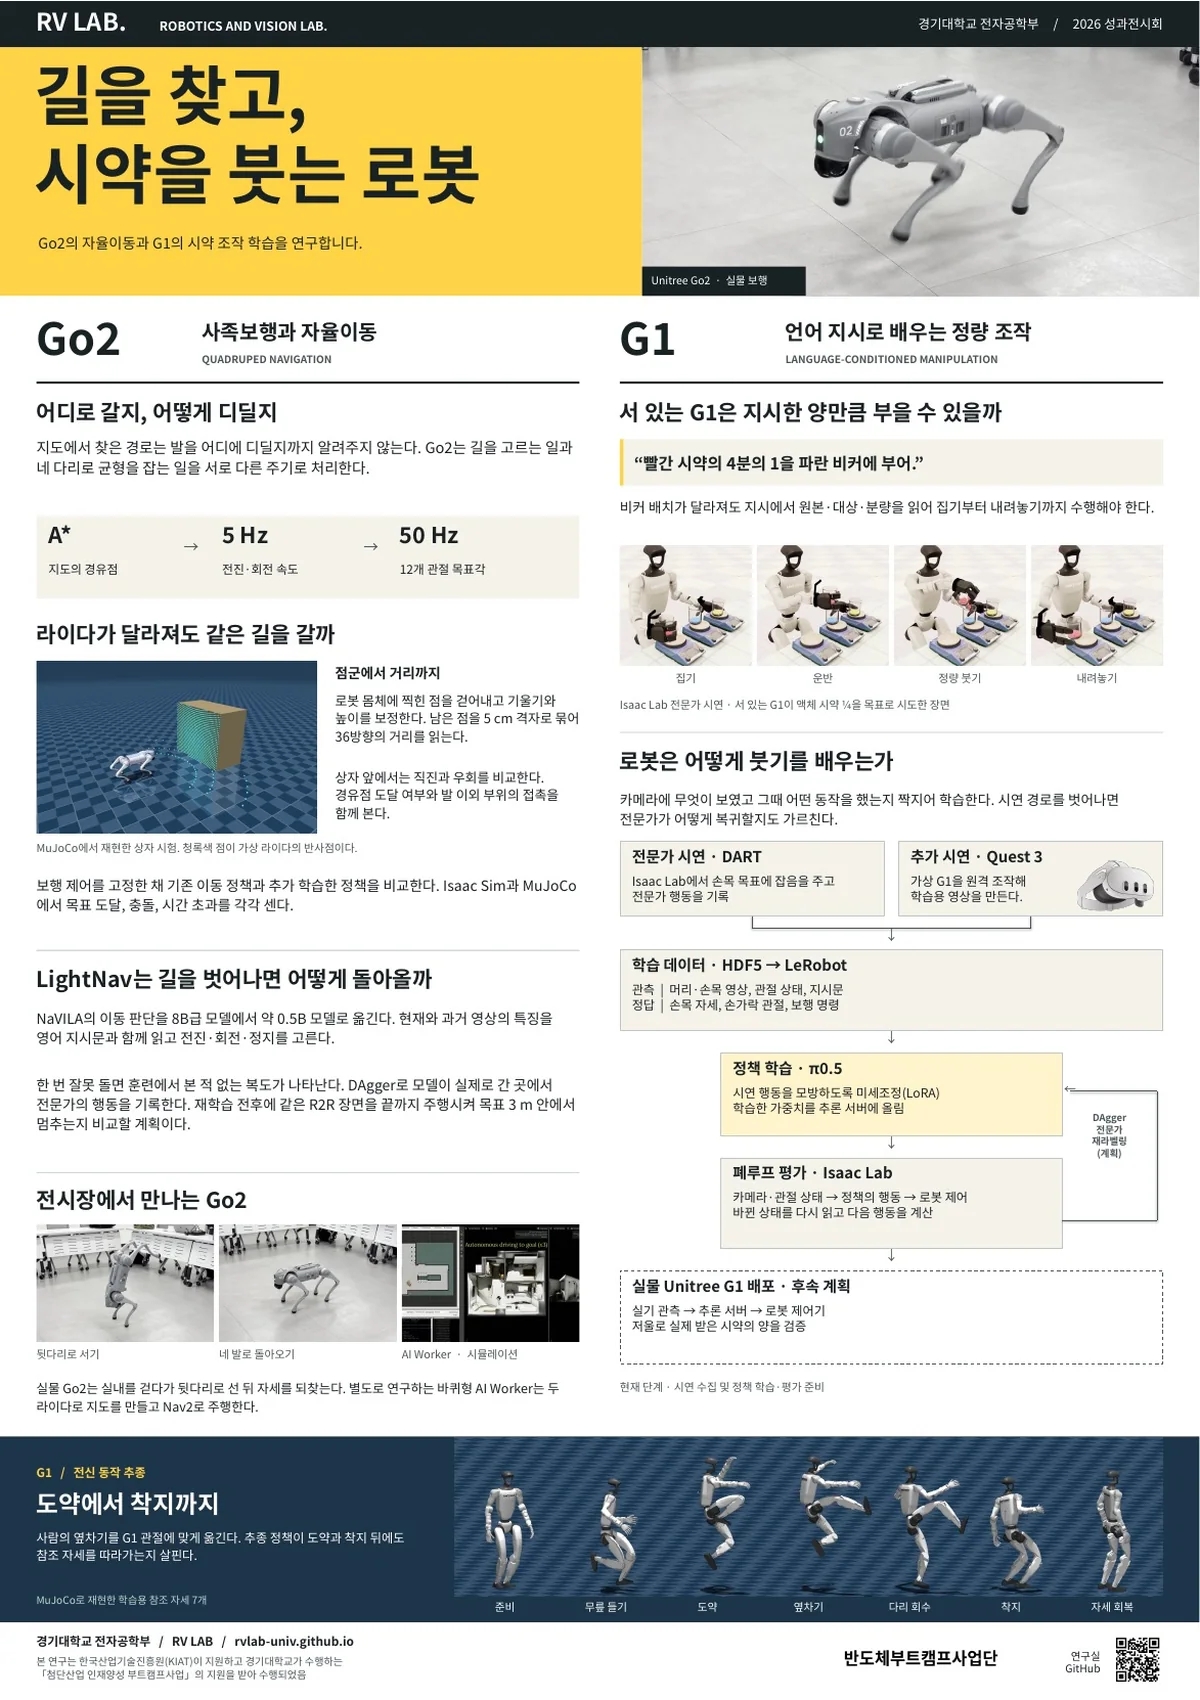 RV LAB.
ROBOTICS AND VISION LAB.
경기대학교 전자공학부 / 2026 성과전시회
길을 찾고,
시약을 붓는 로봇
Go2의 자율이동과 G1의 시약 조작 학습을 연구합니다.
02
Unitree Go2 · 실물 보행
Go2
사족보행과 자율이동
QUADRUPED NAVIGATION
어디로 갈지, 어떻게 디딜지
지도에서 찾은 경로는 발을 어디에 디딜지까지 알려주지 않는다. Go2는 길을 고르는 일과
네 다리로 균형을 잡는 일을 서로 다른 주기로 처리한다.
A* → 5 Hz → 50 Hz
지도의 경유점
전진·회전 속도
12개 관절 목표각
라이다가 달라져도 같은 길을 갈까
점군에서 거리까지
로봇 몸체에 찍힌 점을 걷어내고 기울기와
높이를 보정한다. 남은 점을 5 cm 격자로 묶어
36방향의 거리를 읽는다.
상자 앞에서는 직진과 우회를 비교한다.
경유점 도달 여부와 발 이외 부위의 접촉을
함께 본다.
MuJoCo에서 재현한 상자 시험. 청록색 점이 가상 라이다의 반사점이다.
보행 제어를 고정한 채 기존 이동 정책과 추가 학습한 정책을 비교한다. Isaac Sim과 MuJoCo
에서 목표 도달, 충돌, 시간 초과를 각각 센다.
LightNav는 길을 벗어나면 어떻게 돌아올까
NaVILA의 이동 판단을 8B급 모델에서 약 0.5B 모델로 옮긴다. 현재와 과거 영상의 특징을
영어 지시문과 함께 읽고 전진·회전·정지를 고른다.
한 번 잘못 돌면 훈련에서 본 적 없는 복도가 나타난다. DAgger로 모델이 실제로 간 곳에서
전문가의 행동을 기록한다. 재학습 전후에 같은 R2R 장면을 끝까지 주행시켜 목표 3 m 안에서
멈추는지 비교할 계획이다.
전시장에서 만나는 Go2
Autonomous driving to goal (x3)
뒷다리로 서기
네 발로 돌아오기
AI Worker · 시뮬레이션
실물 Go2는 실내를 걷다가 뒷다리로 선 뒤 자세를 되찾는다. 별도로 연구하는 바퀴형 AI Worker는 두
라이다로 지도를 만들고 Nav2로 주행한다.
G1
언어 지시로 배우는 정량 조작
LANGUAGE-CONDITIONED MANIPULATION
서 있는 G1은 지시한 양만큼 부을 수 있을까
“빨간 시약의 4분의 1을 파란 비커에 부어.”
비커 배치가 달라져도 지시에서 원본·대상·분량을 읽어 집기부터 내려놓기까지 수행해야 한다.
집기
운반
정량 붓기
내려놓기
Isaac Lab 전문가 시연 · 서 있는 G1이 액체 시약 ¼을 목표로 시도한 장면
로봇은 어떻게 붓기를 배우는가
카메라에 무엇이 보였고 그때 어떤 동작을 했는지 짝지어 학습한다. 시연 경로를 벗어나면
전문가가 어떻게 복귀할지도 가르친다.
전문가 시연 · DART
Isaac Lab에서 손목 목표에 잡음을 주고
전문가 행동을 기록
추가 시연 · Quest 3
가상 G1을 원격 조작해
학습용 영상을 만든다.
↓
학습 데이터 · HDF5 → LeRobot
관측 | 머리·손목 영상, 관절 상태, 지시문
정답 | 손목 자세, 손가락 관절, 보행 명령
↓
정책 학습 · π0.5
시연 행동을 모방하도록 미세조정(LoRA)
학습한 가중치를 추론 서버에 올림
←
DAgger
전문가
재라벨링
(계획)
↓
폐루프 평가 · Isaac Lab
카메라·관절 상태 → 정책의 행동 → 로봇 제어
바뀐 상태를 다시 읽고 다음 행동을 계산
↓
실물 Unitree G1 배포 · 후속 계획
실기 관측 → 추론 서버 → 로봇 제어기
저울로 실제 받은 시약의 양을 검증
현재 단계 · 시연 수집 및 정책 학습·평가 준비
G1 / 전신 동작 추종
도약에서 착지까지
사람의 옆차기를 G1 관절에 맞게 옮긴다. 추종 정책이 도약과 착지 뒤에도
참조 자세를 따라가는지 살핀다.
MuJoCo로 재현한 학습용 참조 자세 7개
준비
무릎 들기
도약
옆차기
다리 회수
착지
자세 회복
경기대학교 전자공학부 / RV LAB / rvlab-univ.github.io
본 연구는 한국산업기술진흥원(KIAT)이 지원하고 경기대학교가 수행하는
「첨단산업 인재양성 부트캠프사업」의 지원을 받아 수행되었음
반도체부트캠프사업단
연구실
GitHub